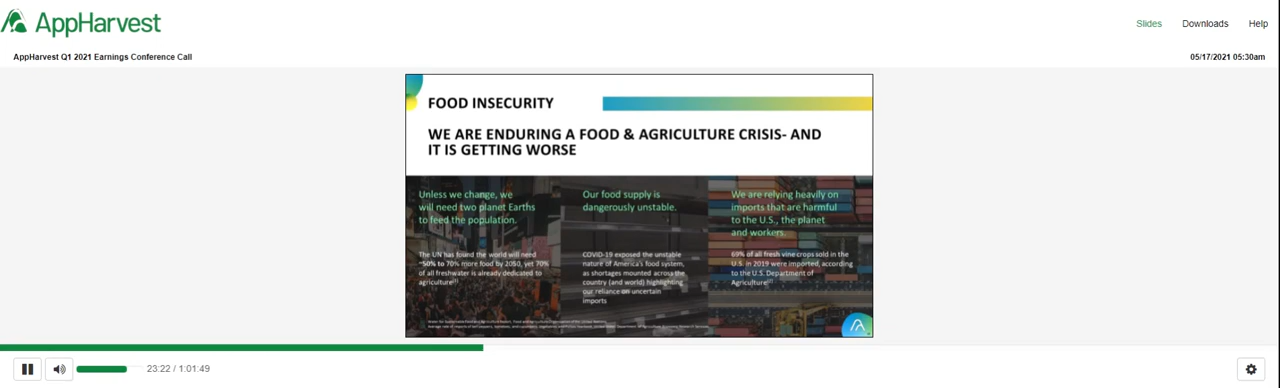 AppHarvest
Slides Downloads Help
AppHarvest Q1 2021 Earnings Conference Call
05/17/2021 05:30am
FOOD INSECURITY
WE ARE ENDURING A FOOD & AGRICULTURE CRISIS- AND
IT IS GETTING WORSE
Unless we change, we
will need two planet Earths
to feed the population.
The UN has found the world will need
~50% to 70% more food by 2050, yet 70%
of all freshwater is already dedicated to
agriculture
Our food supply is
dangerously unstable.
COVID-19 exposed the unstable
nature of America's food system,
as shortages mounted across the
country (and world) highlighting
our reliance on uncertain
imports
We are relying heavily on
imports that are harmful
to the U.S., the planet
and workers.
69% of all fresh vine crops sold in the
U.S. in 2019 were imported, according
to the U.S. Department of
Agriculture
23:22 / 1:01:49